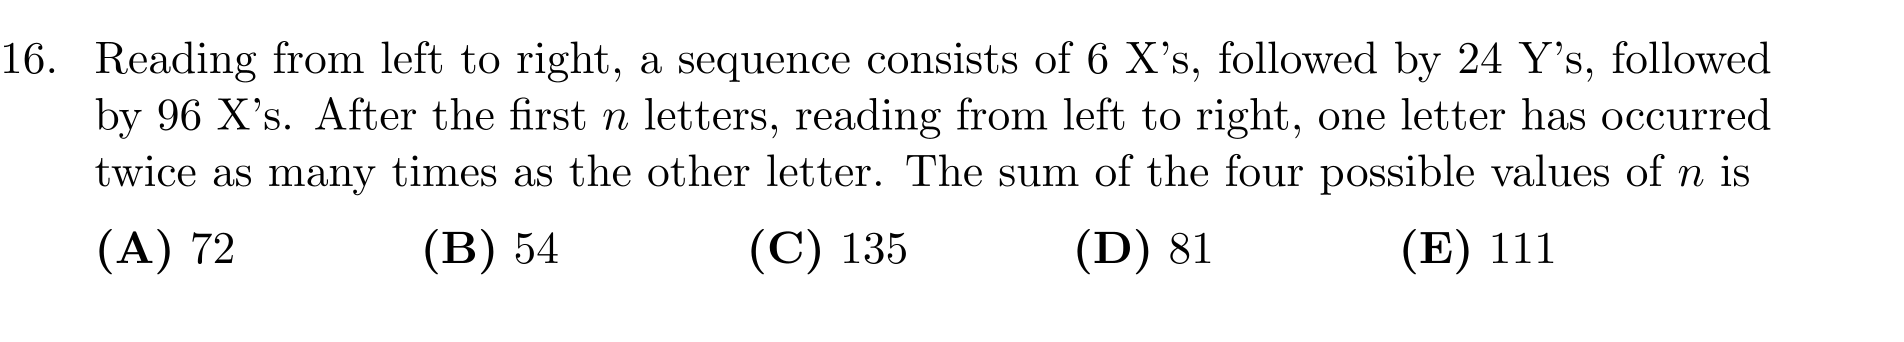 16. Reading from left to right, a sequence consists of 6 X's, followed by 24 Y's, followed
by 96 X's. After the first n letters, reading from left to right, one letter has occurred
twice as many times as the other letter. The sum of the four possible values of n is
(A) 72 (B) 54 (C) 135 (D) 81 (E) 111